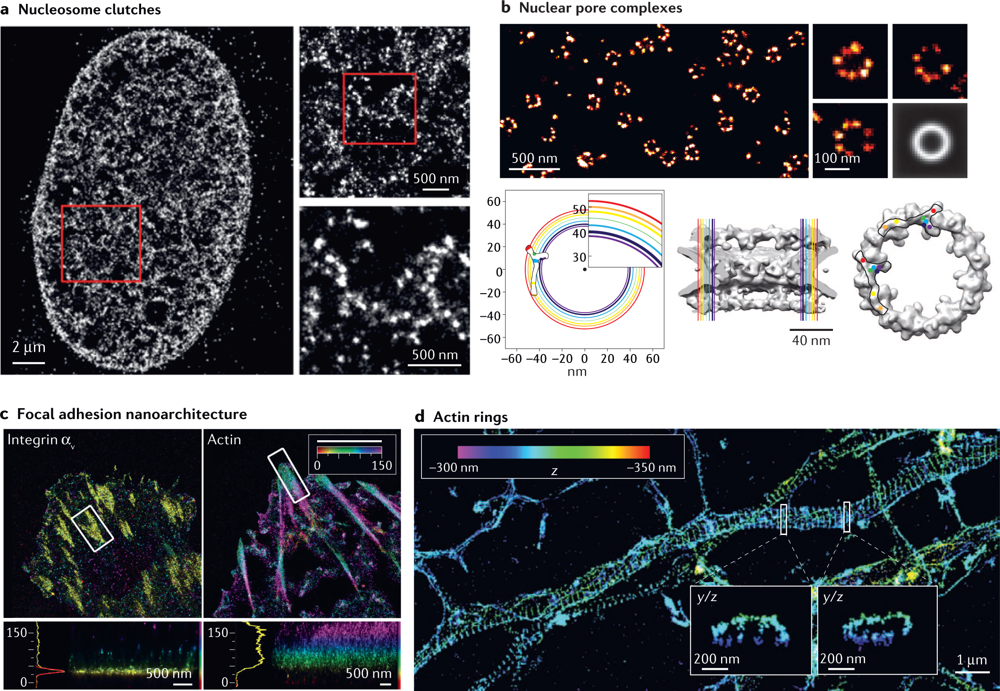 a Nucleosome clutches
2 µm
500 nm
500 nm
b Nuclear pore complexes
500 nm
100 nm
60
40
20
0
−20
−40
−60
−60 −40 −20 0 20 40 60
nm
50
40
30
40 nm
c Focal adhesion nanoarchitecture
Integrin αv
Actin
0 150
150
0
500 nm
150
0
500 nm
d Actin rings
−300 nm z −350 nm
y/z
200 nm
y/z
200 nm
1 µm